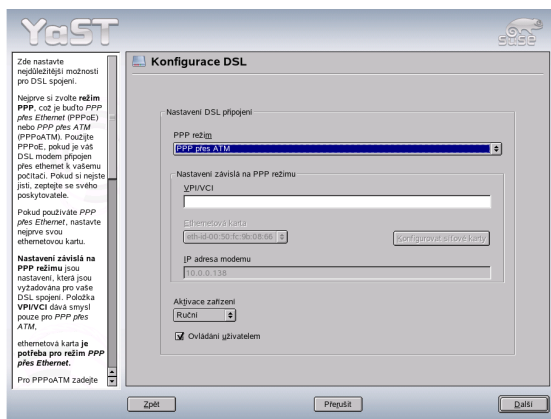 YaST
SUSE
Zde nastavte
nejdůležitější možnosti
pro DSL spojení.
Nejprve si zvolte režim
PPP, což je buďto PPP
přes Ethernet (PPPoE)
nebo PPP přes ATM
(PPPoATM). Použijte
PPPoE, pokud je váš
DSL modem připojen
přes ethernet k vašemu
počítači. Pokud si nejste
jisti, zeptejte se svého
poskytovatele.
Pokud používáte PPP
přes Ethernet, nastavte
nejprve svou
ethernetovou kartu.
Nastavení závislá na
PPP režimu jsou
nastavení, která jsou
vyžadována pro vaše
DSL spojení. Položka
VPI/VCI dává smysl
pouze pro PPP přes
ATM,
ethernetová karta je
potřeba pro režim PPP
přes Ethernet.
Pro PPPoATM zadejte
Konfigurace DSL
Nastavení DSL připojení
PPP režim
PPP přes ATM
Nastavení závislá na PPP režimu
VPI/VCI
Ethernetová karta
eth-id-00:50:fc:9b:08:66
Konfigurovat síťové karty
IP adresa modemu
10.0.0.138
Aktivace zařízení
Ruční
Ovládání uživatelem
Zpět
Přerušit
Další